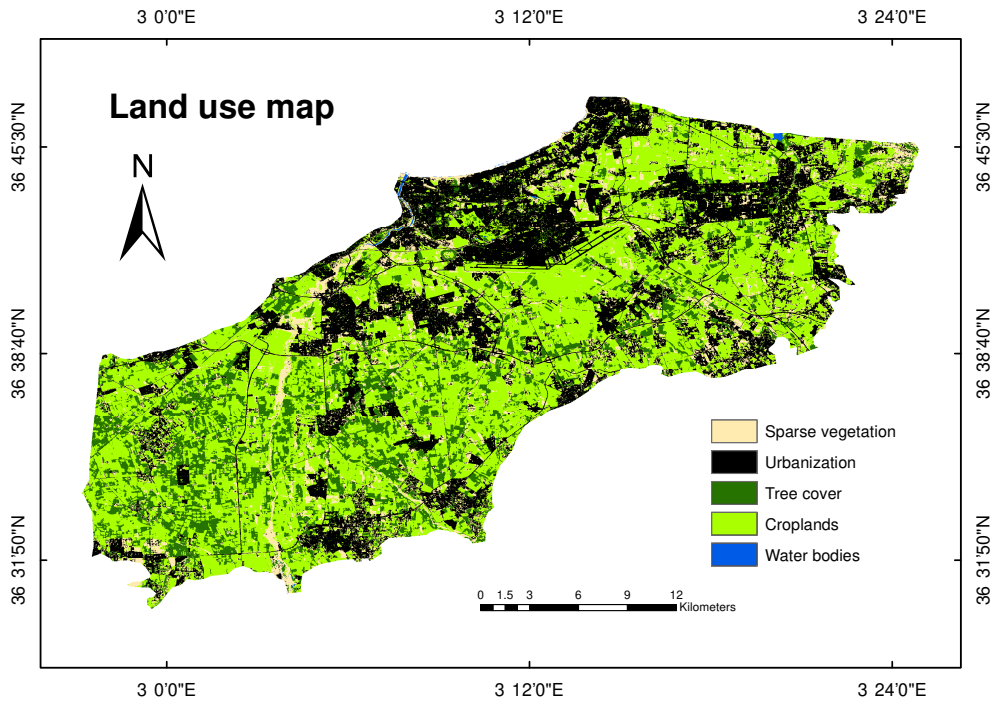 3 0'0"E 3 12'0"E 3 24'0"E
Land use map
36 45'30"N 36 45'30"N
N
36 38'40"N 36 38'40"N
Sparse vegetation
Urbanization
Tree cover
Croplands
Water bodies
36 31'50"N 36 31'50"N
0 1.5 3 6 9 12
Kilometers
3 0'0"E 3 12'0"E 3 24'0"E